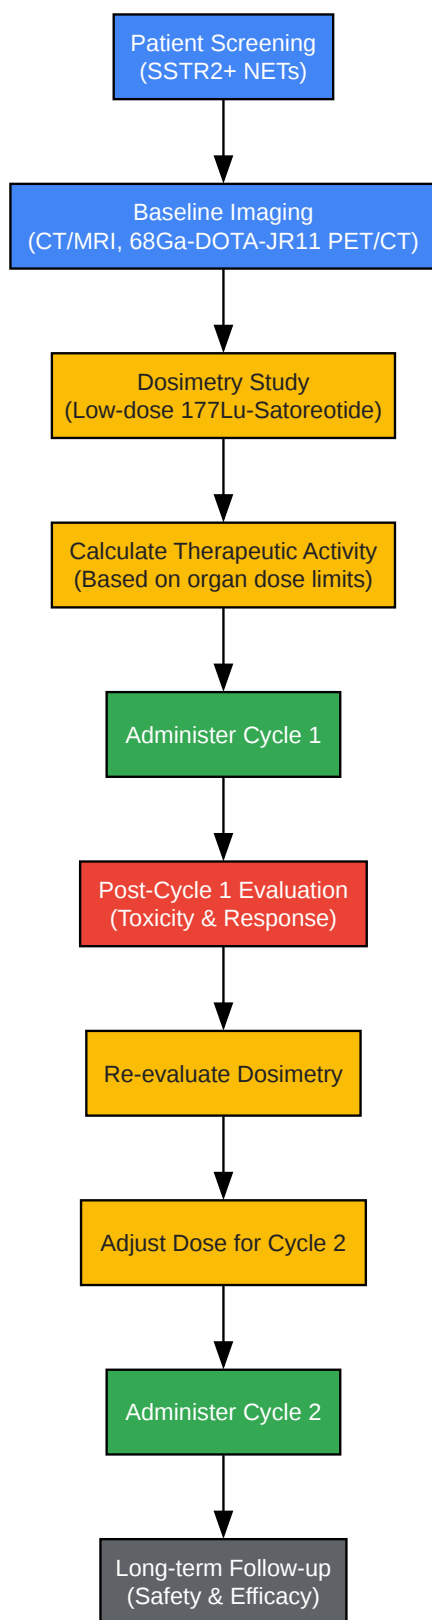 Patient Screening
(SSTR2+ NETs)
Baseline Imaging
(CT/MRI, 68Ga-DOTA-JR11 PET/CT)
Dosimetry Study
(Low-dose 177Lu-Satoreotide)
Calculate Therapeutic Activity
(Based on organ dose limits)
Administer Cycle 1
Post-Cycle 1 Evaluation
(Toxicity & Response)
Re-evaluate Dosimetry
Adjust Dose for Cycle 2
Administer Cycle 2
Long-term Follow-up
(Safety & Efficacy)